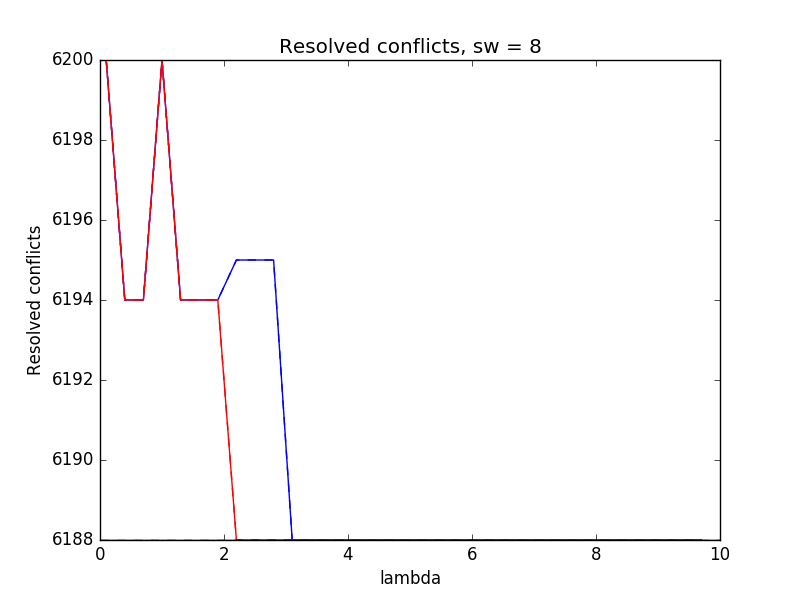 Resolved conflicts, sw = 8
6200
6198
6196
6194
6192
6190
6188
Resolved conflicts
0 2 4 6 8 10
lambda